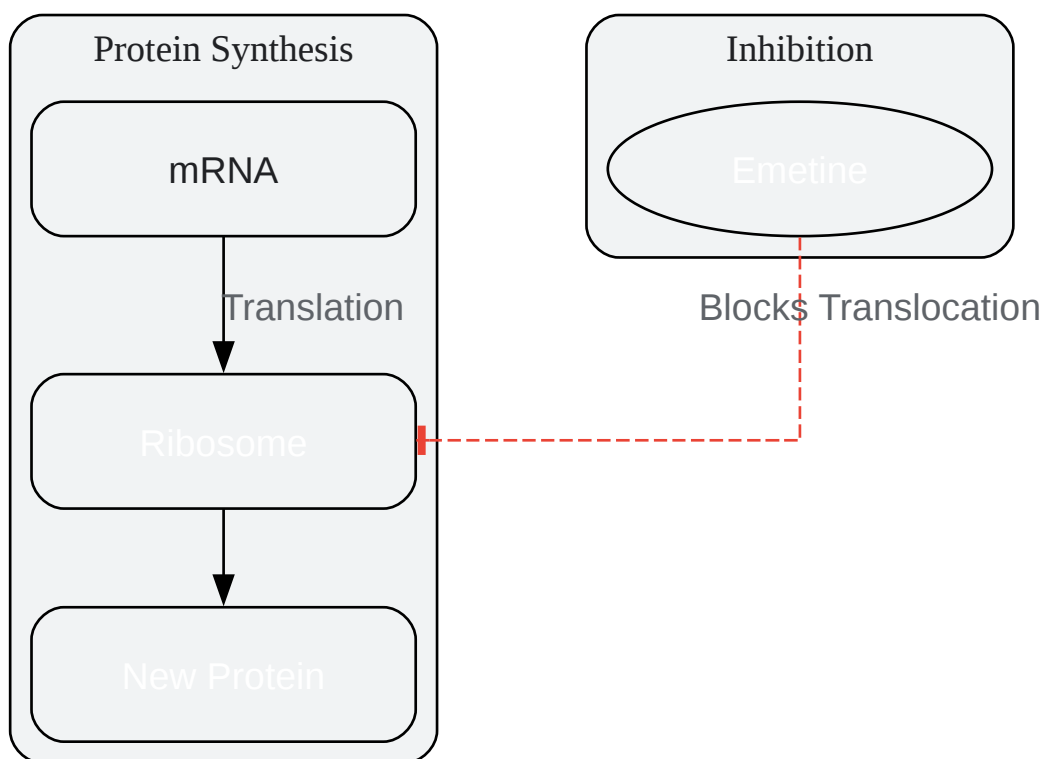 Protein Synthesis
mRNA
Translation
Ribosome
New Protein
Inhibition
Emetine
Blocks Translocation